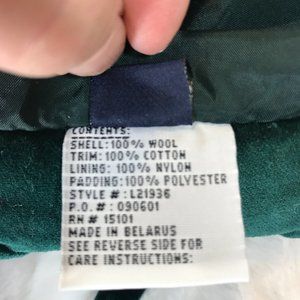 CONTENTS:
SHELL:100% WOOL
TRIM:100% COTTON
LINING: 100% NYLON
PADDING:100% POLYESTER
STYLE # :L21936
P.O.# : 090601
RN # 15101
MADE IN BELARUS
SEE REVERSE SIDE FOR
CARE INSTRUCTIONS: